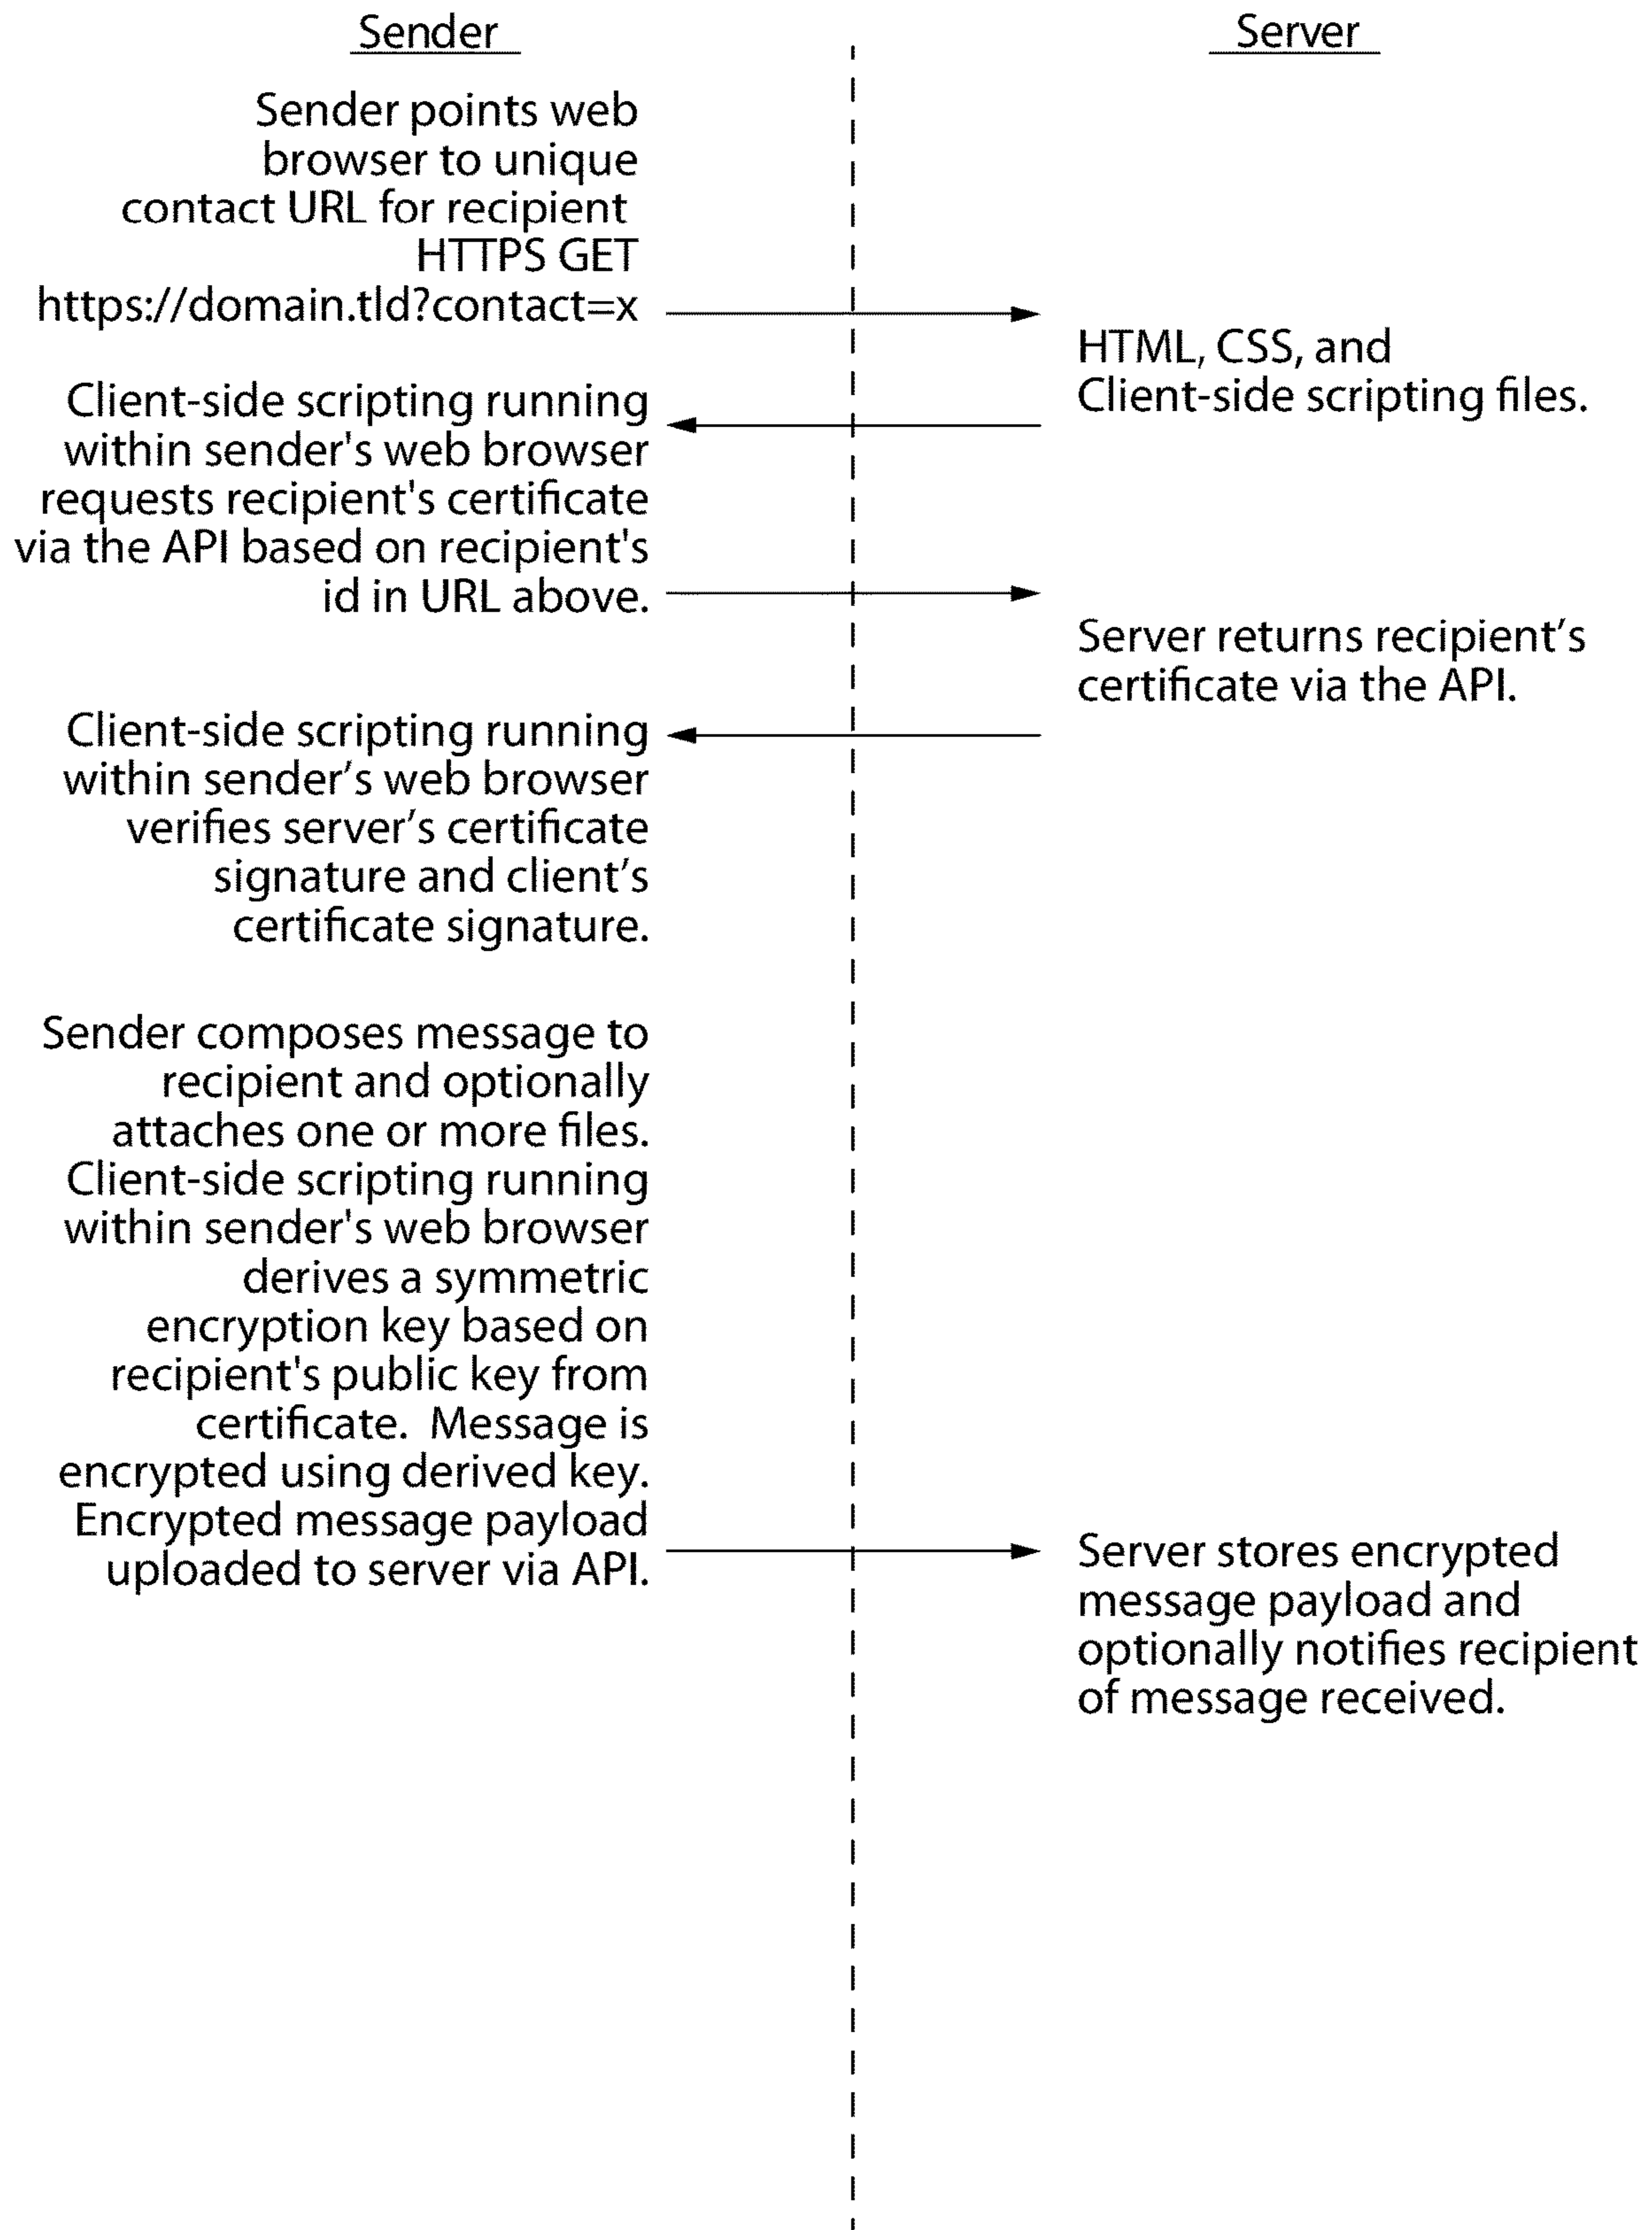 Sender
Server
Sender points web
browser to unique
contact URL for recipient
HTTPS GET
https://domain.tld?contact=x
HTML, CSS, and
Client-side scripting files.
Client-side scripting running
within sender's web browser
requests recipient's certificate
via the API based on recipient's
id in URL above.
Server returns recipient’s
certificate via the API.
Client-side scripting running
within sender’s web browser
verifies server’s certificate
signature and client’s
certificate signature.
Sender composes message to
recipient and optionally
attaches one or more files.
Client-side scripting running
within sender's web browser
derives a symmetric
encryption key based on
recipient's public key from
certificate.  Message is
encrypted using derived key.
Encrypted message payload
uploaded to server via API.
Server stores encrypted
message payload and
optionally notifies recipient
of message received.